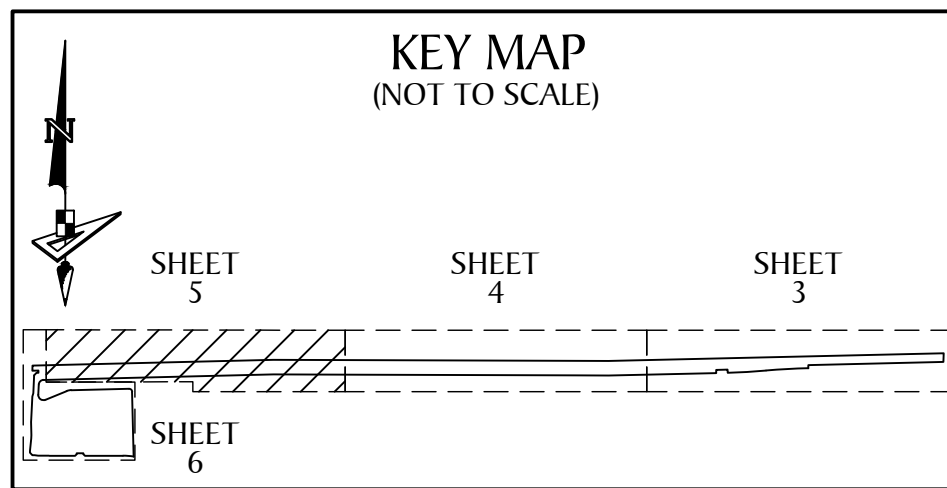 KEY MAP
(NOT TO SCALE)
N
SHEET
5
SHEET
4
SHEET
3
SHEET
6